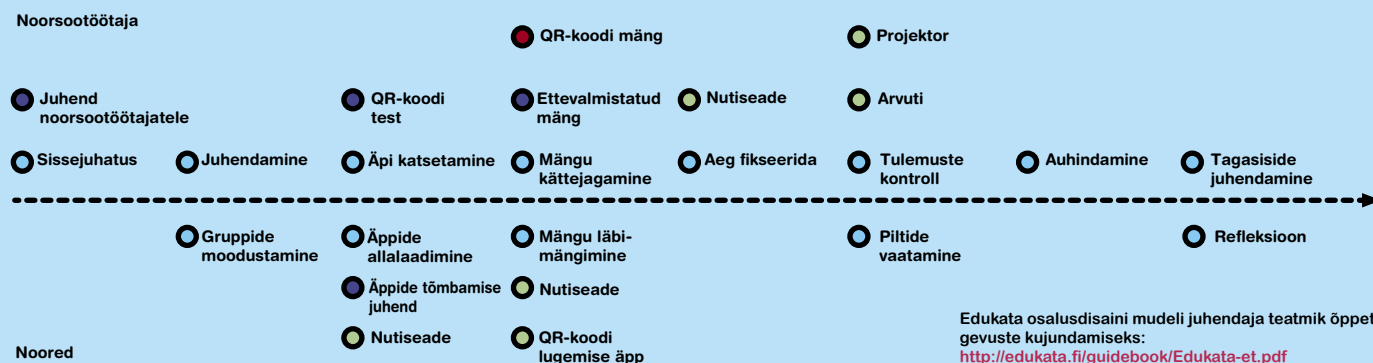 Noorsootöötaja
QR-koodi mäng
Projektor
Juhend
noorsootöötajatele
QR-koodi
test
Ettevalmistatud
mäng
Nutiseade
Arvuti
Sissejuhatus
Juhendamine
Äpi katsetamine
Mängu
kättejagamine
Aeg fikseerida
Tulemuste
kontroll
Auhindamine
Tagasiside
juhendamine
Gruppide
moodustamine
Äppide
allalaadimine
Mängu läbi-
mängimine
Piltide
vaatamine
Refleksioon
Äppide tõmbamise
juhend
Nutiseade
Nutiseade
QR-koodi
lugemise äpp
Noored
Edukata osalusdisaini mudeli juhendaja teatmik õppet
gevuste kujundamiseks:
http://edukata.fi/guidebook/Edukata-et.pdf